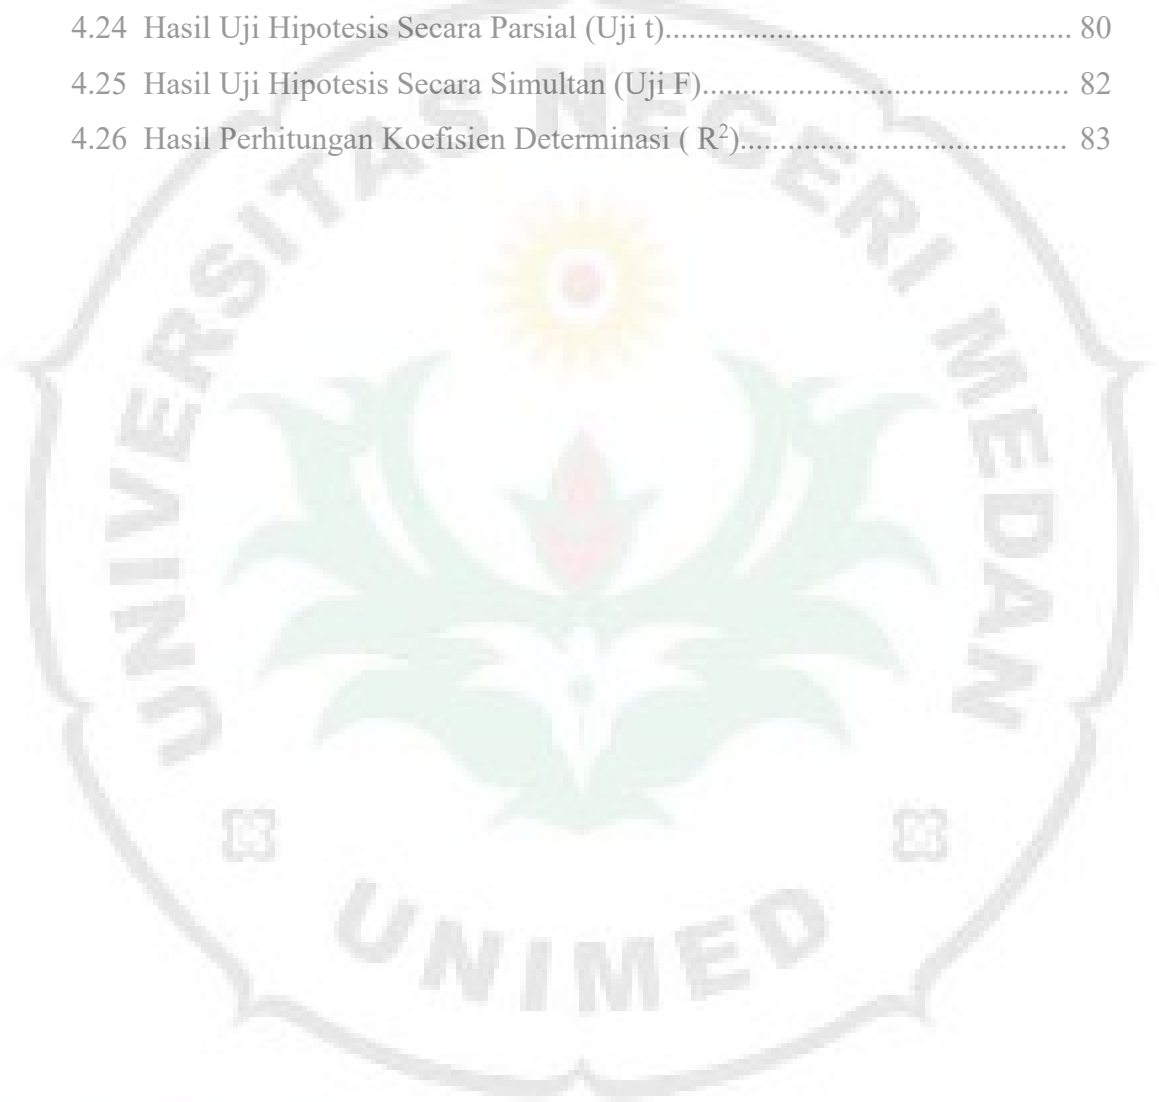 4.24 Hasil Uji Hipotesis Secara Parsial (Uji t)................................................... 80
4.25 Hasil Uji Hipotesis Secara Simultan (Uji F).............................................. 82
4.26 Hasil Perhitungan Koefisien Determinasi ( R²)......................................... 83
UNIVERSITAS NEGERI MEDAN
UNIMED